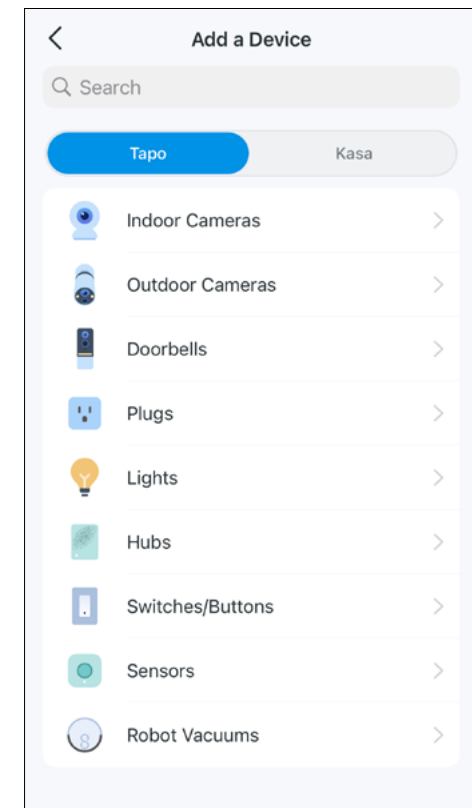 Add a Device
Search
Tapo
Kasa
Indoor Cameras
Outdoor Cameras
Doorbells
Plugs
Lights
Hubs
Switches/Buttons
Sensors
Robot Vacuums